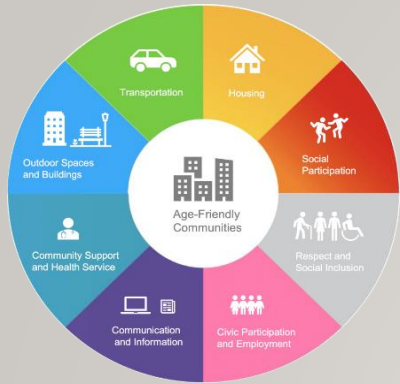 Transportation
Housing
Social
Participation
Respect and
Social Inclusion
Civic Participation
and Employment
Communication
and Information
Community Support
and Health Service
Outdoor Spaces
and Buildings
Age-Friendly
Communities